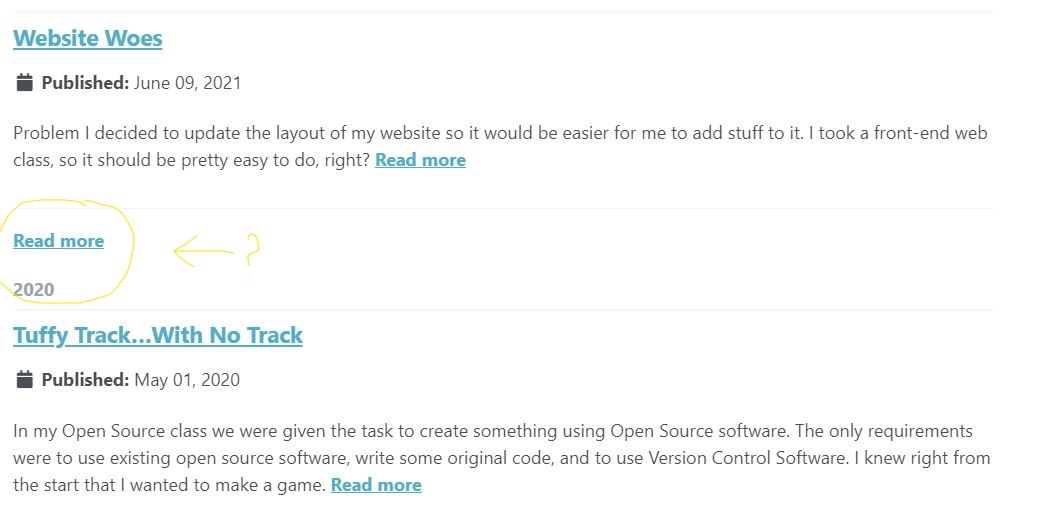 Website Woes
Published: June 09, 2021
Problem I decided to update the layout of my website so it would be easier for me to add stuff to it. I took a front-end web
class, so it should be pretty easy to do, right? Read more
Read more
?
2020
Tuffy Track...With No Track
Published: May 01, 2020
In my Open Source class we were given the task to create something using Open Source software. The only requirements
were to use existing open source software, write some original code, and to use Version Control Software. I knew right from
the start that I wanted to make a game. Read more